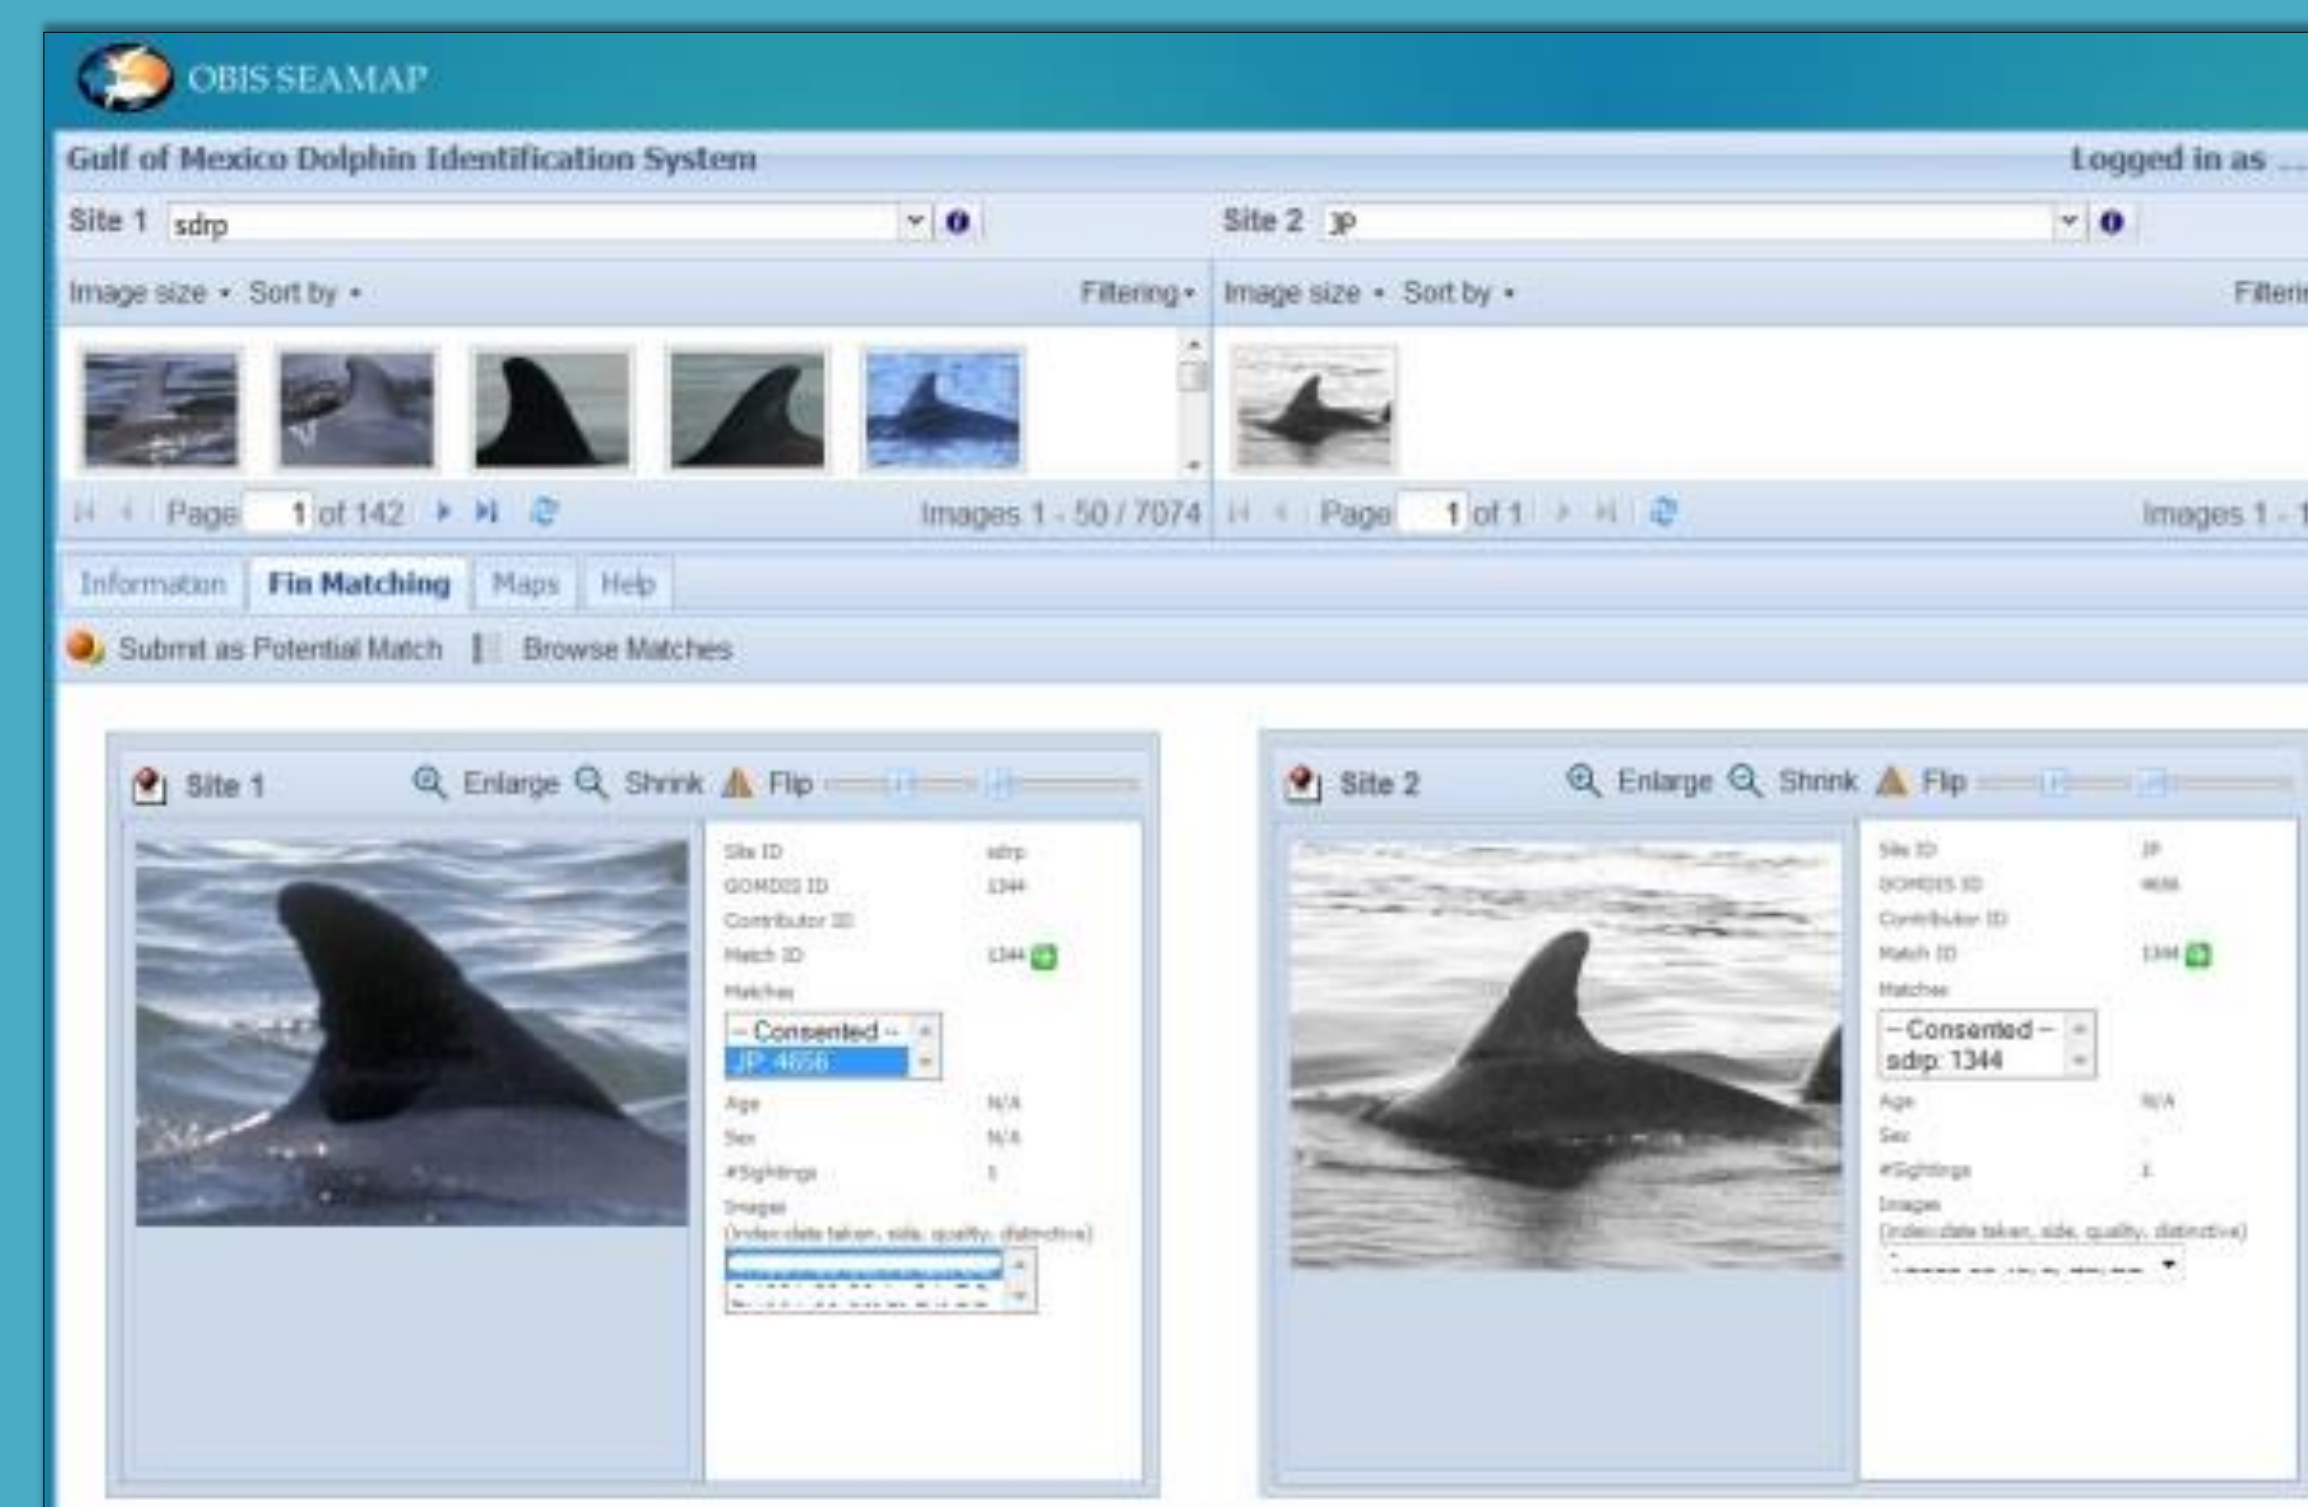 OBIS SEAMAP
Gulf of Mexico Dolphin Identification System
Logged in as ....
Site 1 sdrp
Site 2 JP
Image size • Sort by • Filtering •
Image size • Sort by •
Page 1 of 142 Images 1 - 50 / 7074
Page 1 of 1 Images 1 - 1
Information Fin Matching Maps Help
Submit as Potential Match Browse Matches
Site 1 Enlarge Shrink Flip
Site ID sdrp
GOMDIS ID 1344
Contributor ID
Match ID 1344
Matches
-- Consented --
JP: 4656
Age N/A
Sex N/A
#Sightings
Images
(index:date taken, side, quality, distinctive)
Site 2 Enlarge Shrink Flip
Site ID JP
GOMDIS ID 4656
Contributor ID
Match ID 1344
Matches
-- Consented --
sdrp: 1344
Age N/A
Sex
#Sightings
Images
(index:date taken, side, quality, distinctive)